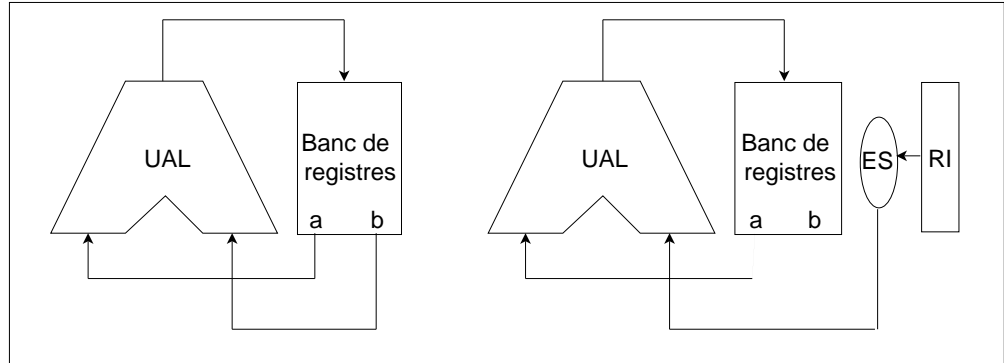 UAL
Banc de
registres
a b
UAL
Banc de
registres
a b
ES
RI